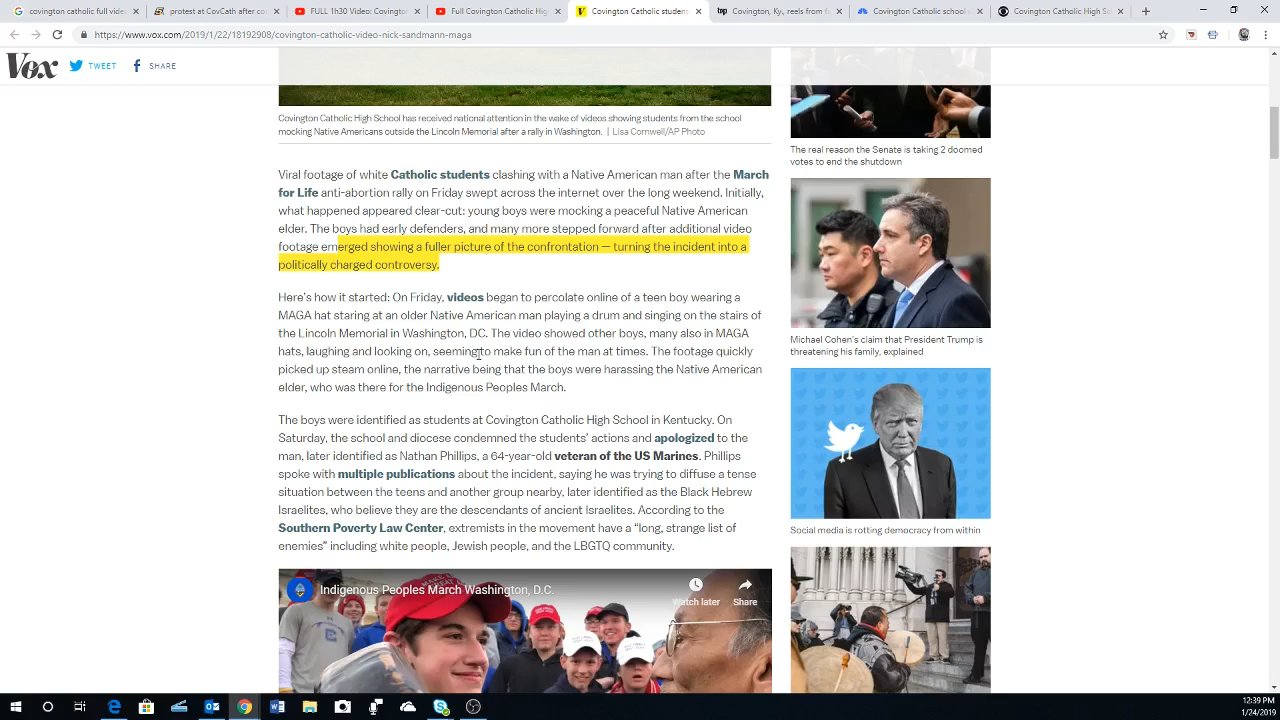 covington catholic full video
protest at CovCath after co
FULL 1h30 Video: Covingto
Full Covington Catholic Hig
Covington Catholic student
Covington, Ky., reels from f
Covington Catholic school
Covington Catholic High Sc
https://www.vox.com/2019/1/22/18192908/covington-catholic-video-nick-sandmann-maga
Vox
TWEET
SHARE
Covington Catholic High School has received national attention in the wake of videos showing students from the school
mocking Native Americans outside the Lincoln Memorial after a rally in Washington. | Lisa Cornwell/AP Photo
Viral footage of white Catholic students clashing with a Native American man after the March
for Life anti-abortion rally on Friday swept across the internet over the long weekend. Initially,
what happened appeared clear-cut: young boys were mocking a peaceful Native American
elder. The boys had early defenders, and many more stepped forward after additional video
footage emerged showing a fuller picture of the confrontation — turning the incident into a
politically charged controversy.
Here's how it started: On Friday, videos began to percolate online of a teen boy wearing a
MAGA hat staring at an older Native American man playing a drum and singing on the stairs of
the Lincoln Memorial in Washington, DC. The video showed other boys, many also in MAGA
hats, laughing and looking on, seeming to make fun of the man at times. The footage quickly
picked up steam online, the narrative being that the boys were harassing the Native American
elder, who was there for the Indigenous Peoples March.
The boys were identified as students at Covington Catholic High School in Kentucky. On
Saturday, the school and diocese condemned the students' actions and apologized to the
man, later identified as Nathan Phillips, a 64-year-old veteran of the US Marines. Phillips
spoke with multiple publications about the incident, saying he was trying to diffuse a tense
situation between the teens and another group nearby, later identified as the Black Hebrew
Israelites, who believe they are the descendants of ancient Israelites. According to the
Southern Poverty Law Center, extremists in the movement have a “long, strange list of
enemies” including white people, Jewish people, and the LBGTQ community.
Indigenous Peoples March Washington, D.C.
Watch later
Share
The real reason the Senate is taking 2 doomed
votes to end the shutdown
Michael Cohen's claim that President Trump is
threatening his family, explained
Social media is rotting democracy from within
12:39 PM
1/24/2019